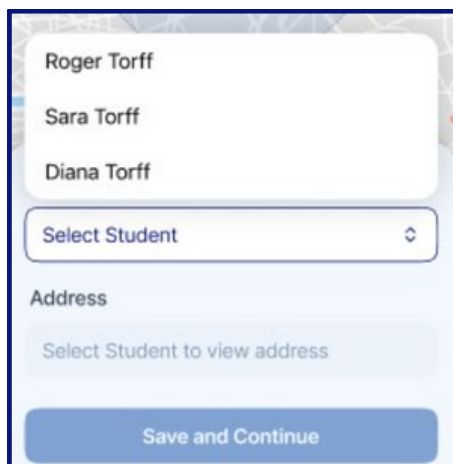 Roger Torff
Sara Torff
Diana Torff
Select Student
Address
Select Student to view address
Save and Continue